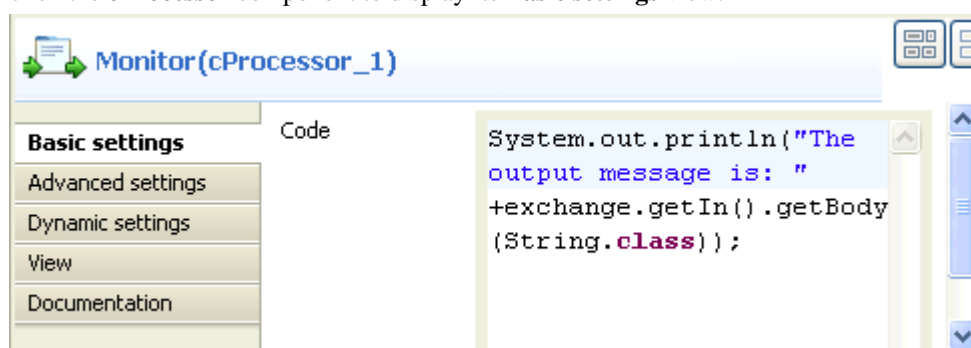 Monitor(cProcessor_1)
Basic settings
Advanced settings
Dynamic settings
View
Documentation
Code
System.out.println("The
output message is: "
+exchange.getIn().getBody
(String.class));